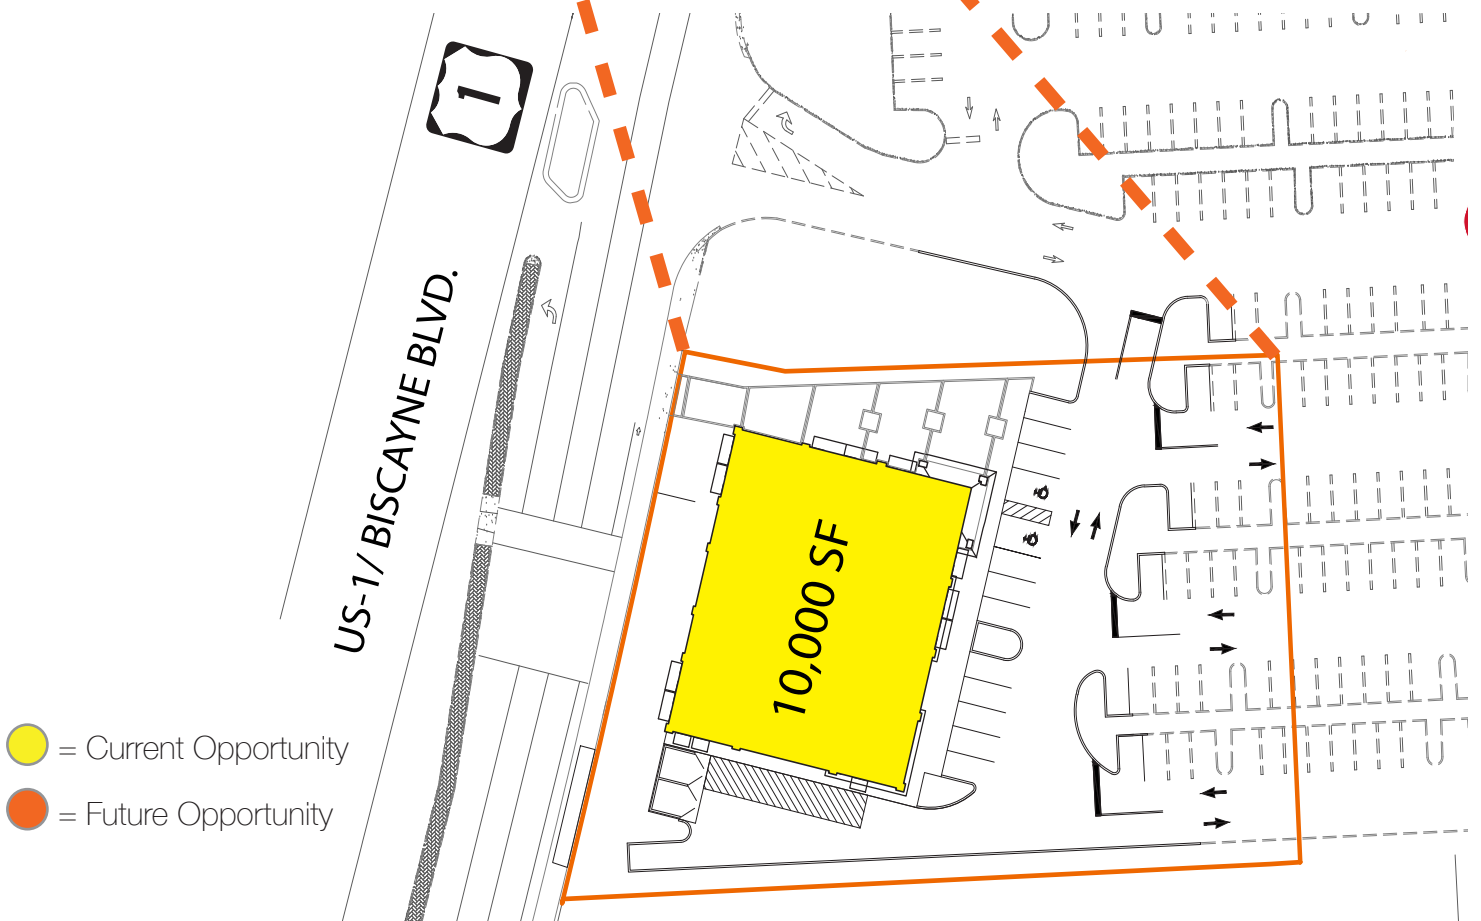 1
US-1/ BISCAYNE BLVD.
10,000 SF
= Current Opportunity
= Future Opportunity